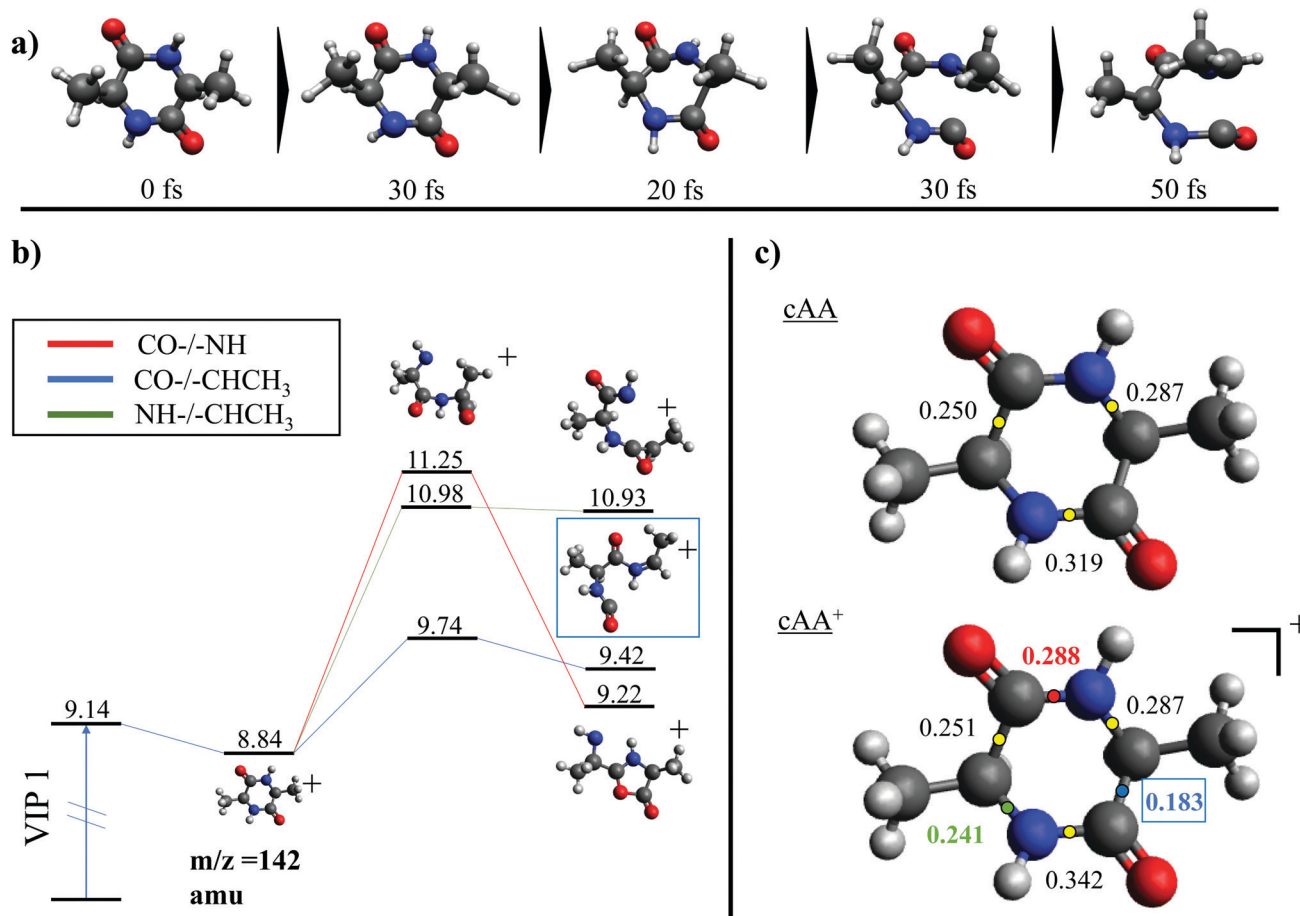 a)
0 fs
30 fs
20 fs
30 fs
50 fs
b)
CO-/-NH
CO-/-CHCH₃
NH-/-CHCH₃
+
+
11.25
10.98
10.93
+
9.74
9.42
9.22
9.14
8.84
+
+
VIP 1
m/z =142
amu
c)
cAA
0.250
0.287
0.319
cAA⁺
+
0.288
0.251
0.287
0.183
0.241
0.342